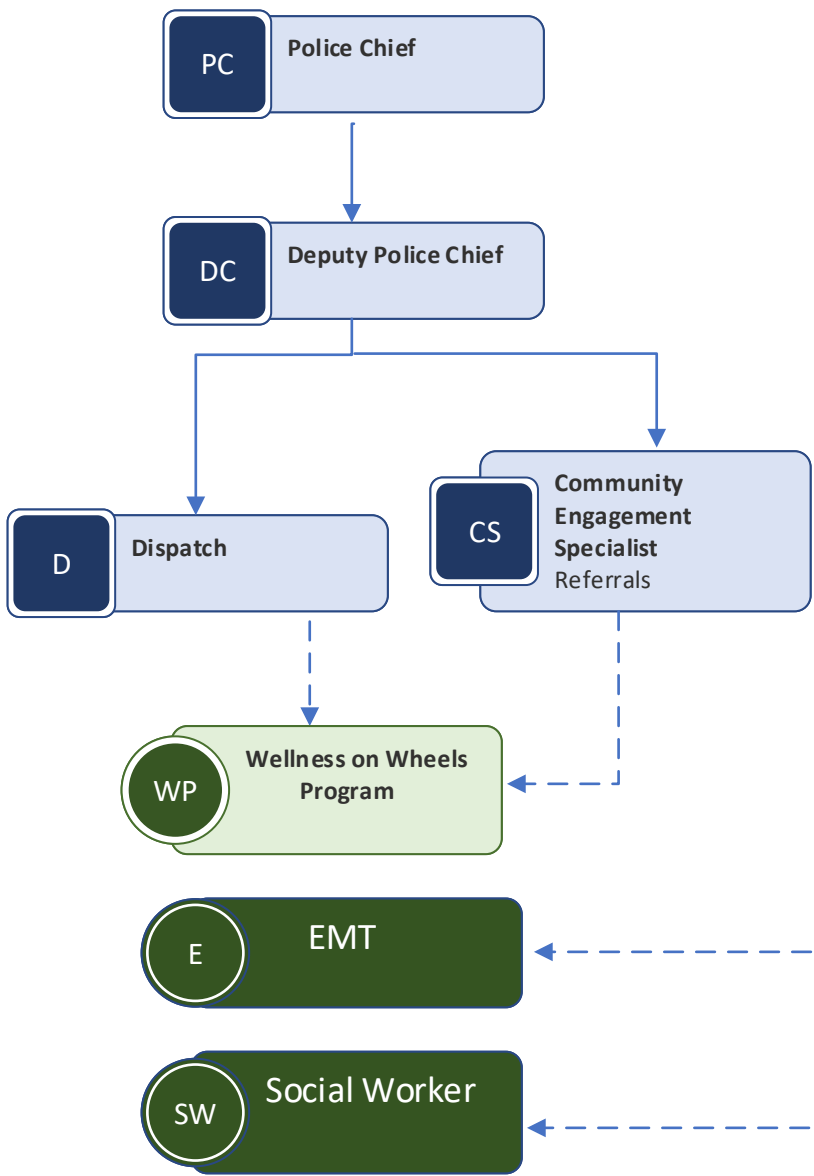 PC
Police Chief
DC
Deputy Police Chief
D
Dispatch
CS
Community
Engagement
Specialist
Referrals
WP
Wellness on Wheels
Program
E
EMT
SW
Social Worker